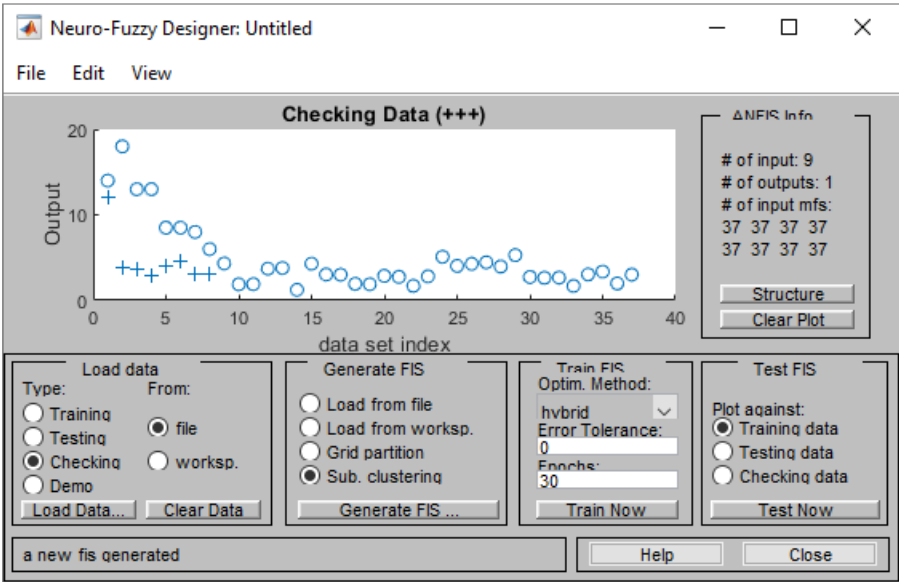 Neuro-Fuzzy Designer: Untitled
File Edit View
Checking Data (+++)
20
10
0
Output
0 5 10 15 20 25 30 35 40
data set index
ANFIS Info
# of input: 9
# of outputs: 1
# of input mfs:
37 37 37 37
37 37 37 37
Structure
Clear Plot
Load data
Type: From:
Training
Testing
Checking
Demo
file
worksp.
Load Data... Clear Data
Generate FIS
Load from file
Load from worksp.
Grid partition
Sub. clustering
Generate FIS ...
Train FIS
Optim. Method:
hybrid
Error Tolerance:
0
Epochs:
30
Train Now
Test FIS
Plot against:
Training data
Testing data
Checking data
Test Now
a new fis generated
Help Close